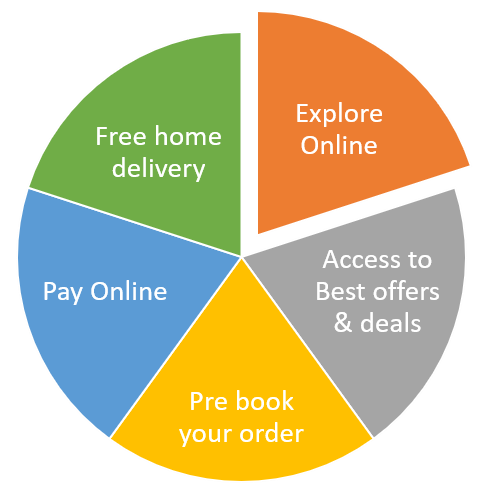 Explore
Online
Access to
Best offers
& deals
Pre book
your order
Pay Online
Free home
delivery